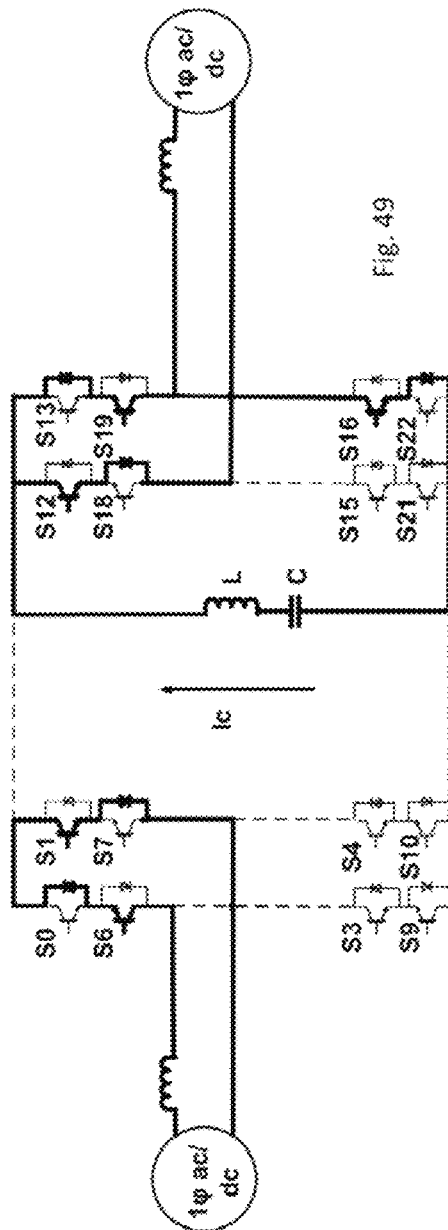 1φ ac/
dc
S0
S6
S1
S7
S3
S9
S4
S10
Ic
L
C
S12
S18
S13
S19
S15
S21
S16
S22
1φ ac/
dc
Fig. 49